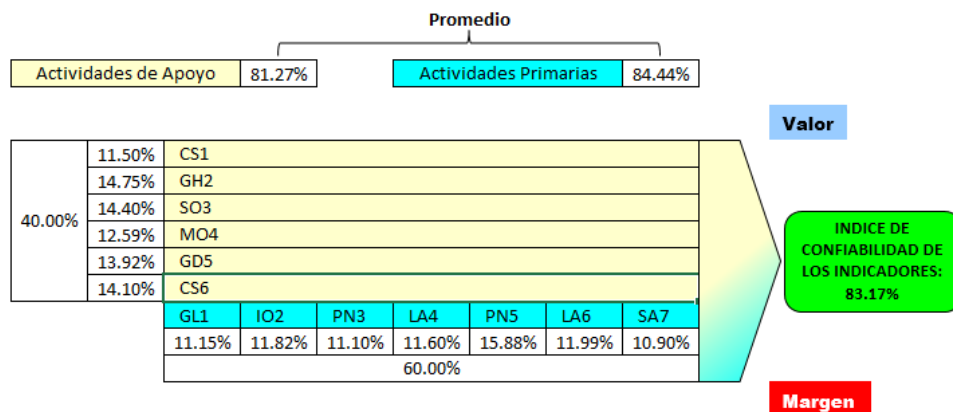 Promedio
Actividades de Apoyo 81.27% Actividades Primarias 84.44%
Valor
40.00%
11.50% CS1
14.75% GH2
14.40% SO3
12.59% MO4
13.92% GD5
14.10% CS6
INDICE DE
CONFIABILIDAD DE
LOS INDICADORES:
83.17%
GL1 IO2 PN3 LA4 PN5 LA6 SA7
11.15% 11.82% 11.10% 11.60% 15.88% 11.99% 10.90%
60.00%
Margen